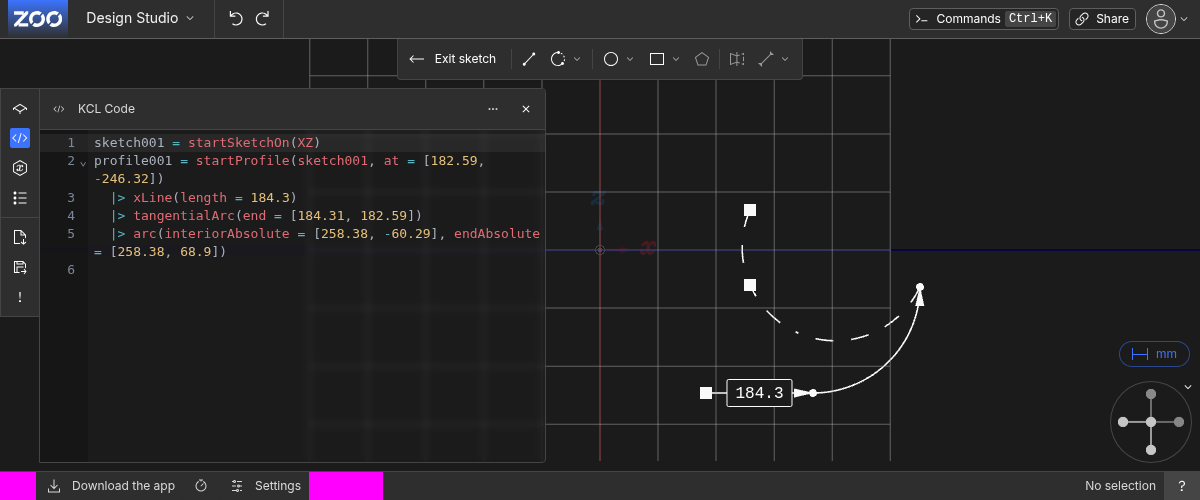 ZOO Design Studio Commands Ctrl+K Share
Exit sketch
KCL Code
1 sketch001 = startSketchOn(XZ)
2 profile001 = startProfile(sketch001, at = [182.59,
-246.32])
3 |> xLine(length = 184.3)
4 |> tangentialArc(end = [184.31, 182.59])
5 |> arc(interiorAbsolute = [258.38, -60.29], endAbsolute
= [258.38, 68.9])
6
z
x
184.3
mm
Download the app Settings No selection ?